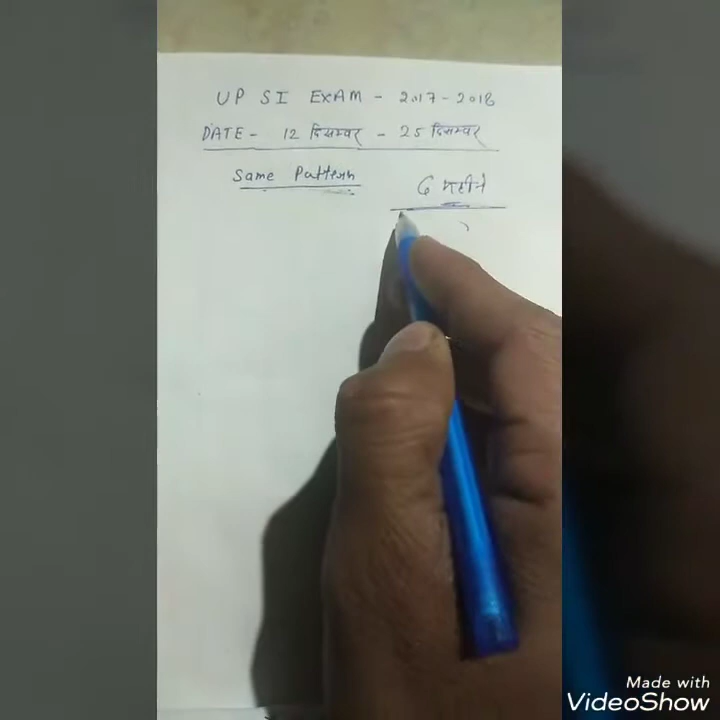 UP SI EXAM - 2017-2018
DATE - 12 दिसम्बर - 25 दिसम्बर
Same Pattern
6 महीने
Made with
VideoShow